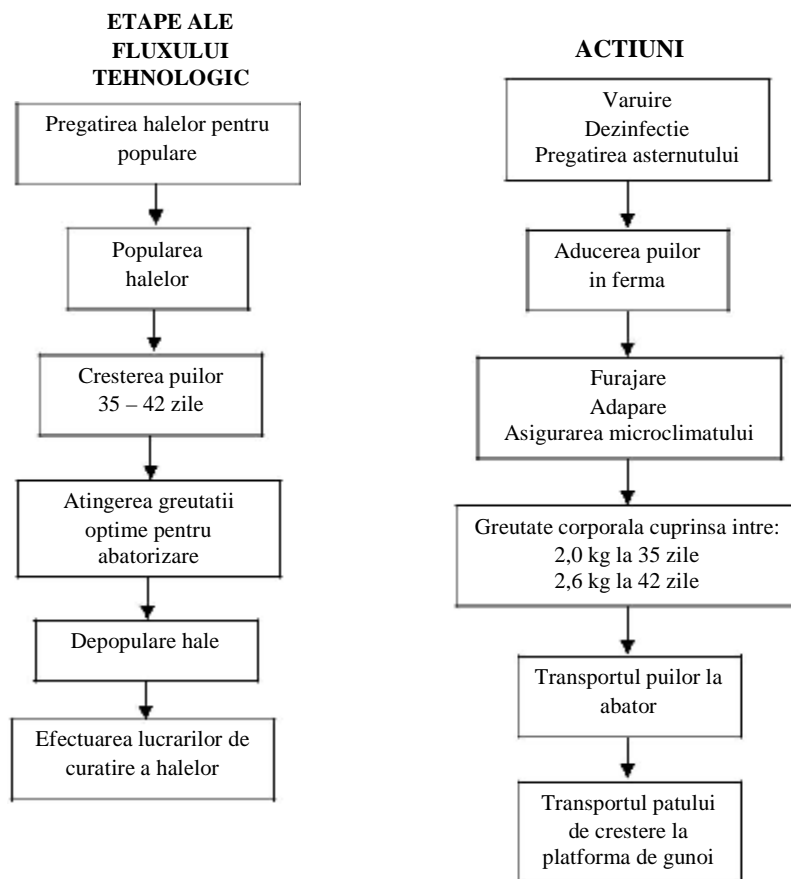 ETAPE ALE
FLUXULUI
TEHNOLOGIC
Pregatirea halelor pentru
populare
Popularea
halelor
Cresterea puilor
35 – 42 zile
Atingerea greutatii
optime pentru
abatorizare
Depopulare hale
Efectuarea lucrarilor de
curatire a halelor
ACTIUNI
Varuire
Dezinfectie
Pregatirea asternutului
Aducerea puilor
in ferma
Furajare
Adapare
Asigurarea microclimatului
Greutate corporala cuprinsa intre:
2,0 kg la 35 zile
2,6 kg la 42 zile
Transportul puilor la
abator
Transportul patului
de crestere la
platforma de gunoi